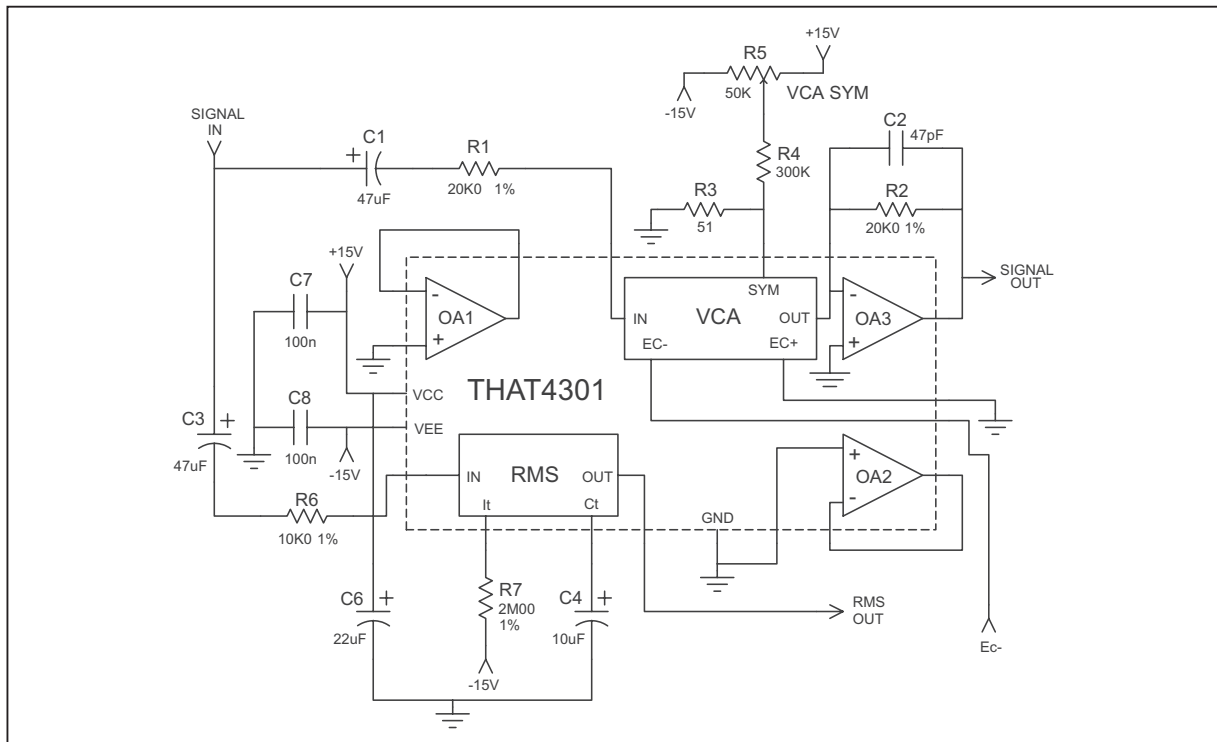 +15V
R5
50K
VCA SYM
-15V
SIGNAL
IN
C1
+
47uF
R1
20K0 1%
R4
300K
R3
51
C2
47pF
R2
20K0 1%
+15V
C7
100n
-
OA1
+
SYM
IN
VCA
OUT
EC-
EC+
-
OA3
+
SIGNAL
OUT
THAT4301
VCC
C8
100n
VEE
-15V
C3
+
47uF
R6
10K0 1%
IN
RMS
OUT
It
Ct
GND
+
OA2
-
C6
+
22uF
R7
2M00
1%
-15V
C4
+
10uF
RMS
OUT
Ec-